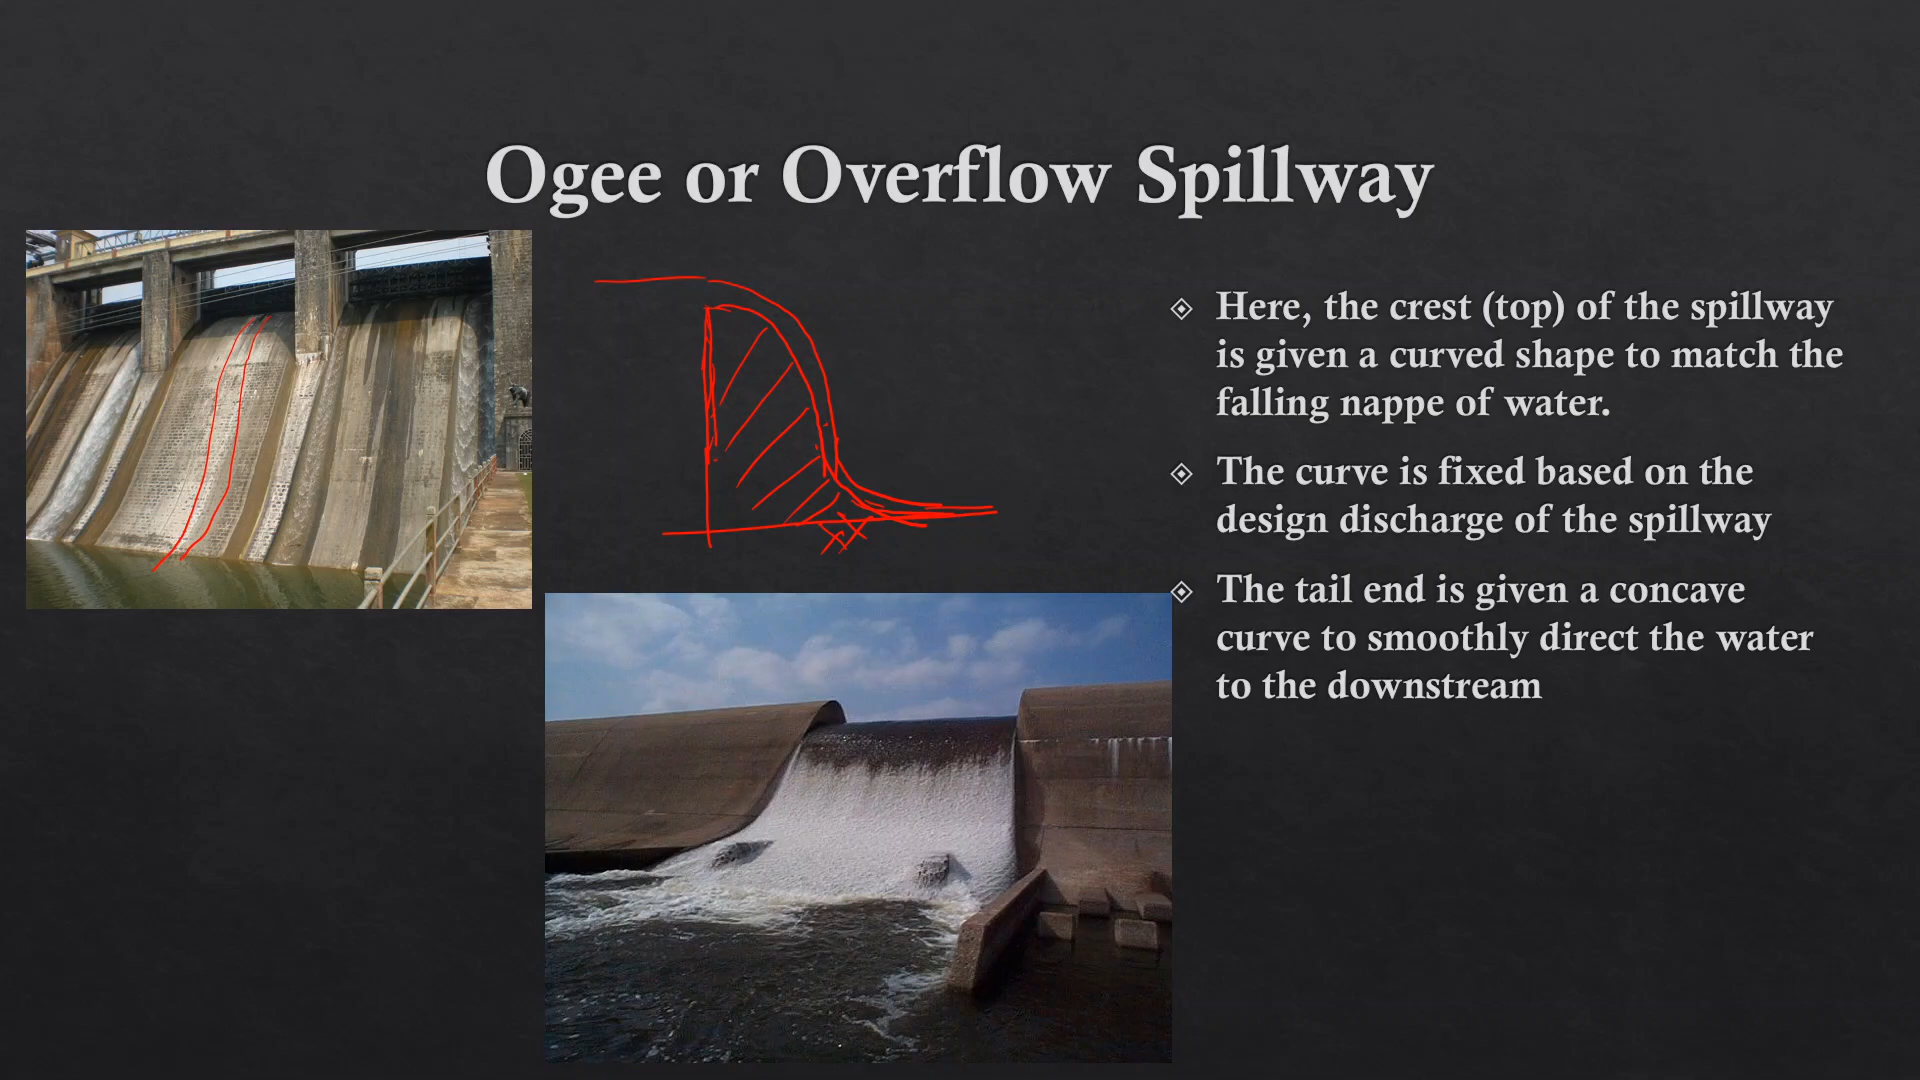 Ogee or Overflow Spillway
Here, the crest (top) of the spillway
is given a curved shape to match the
falling nappe of water.
The curve is fixed based on the
design discharge of the spillway
The tail end is given a concave
curve to smoothly direct the water
to the downstream